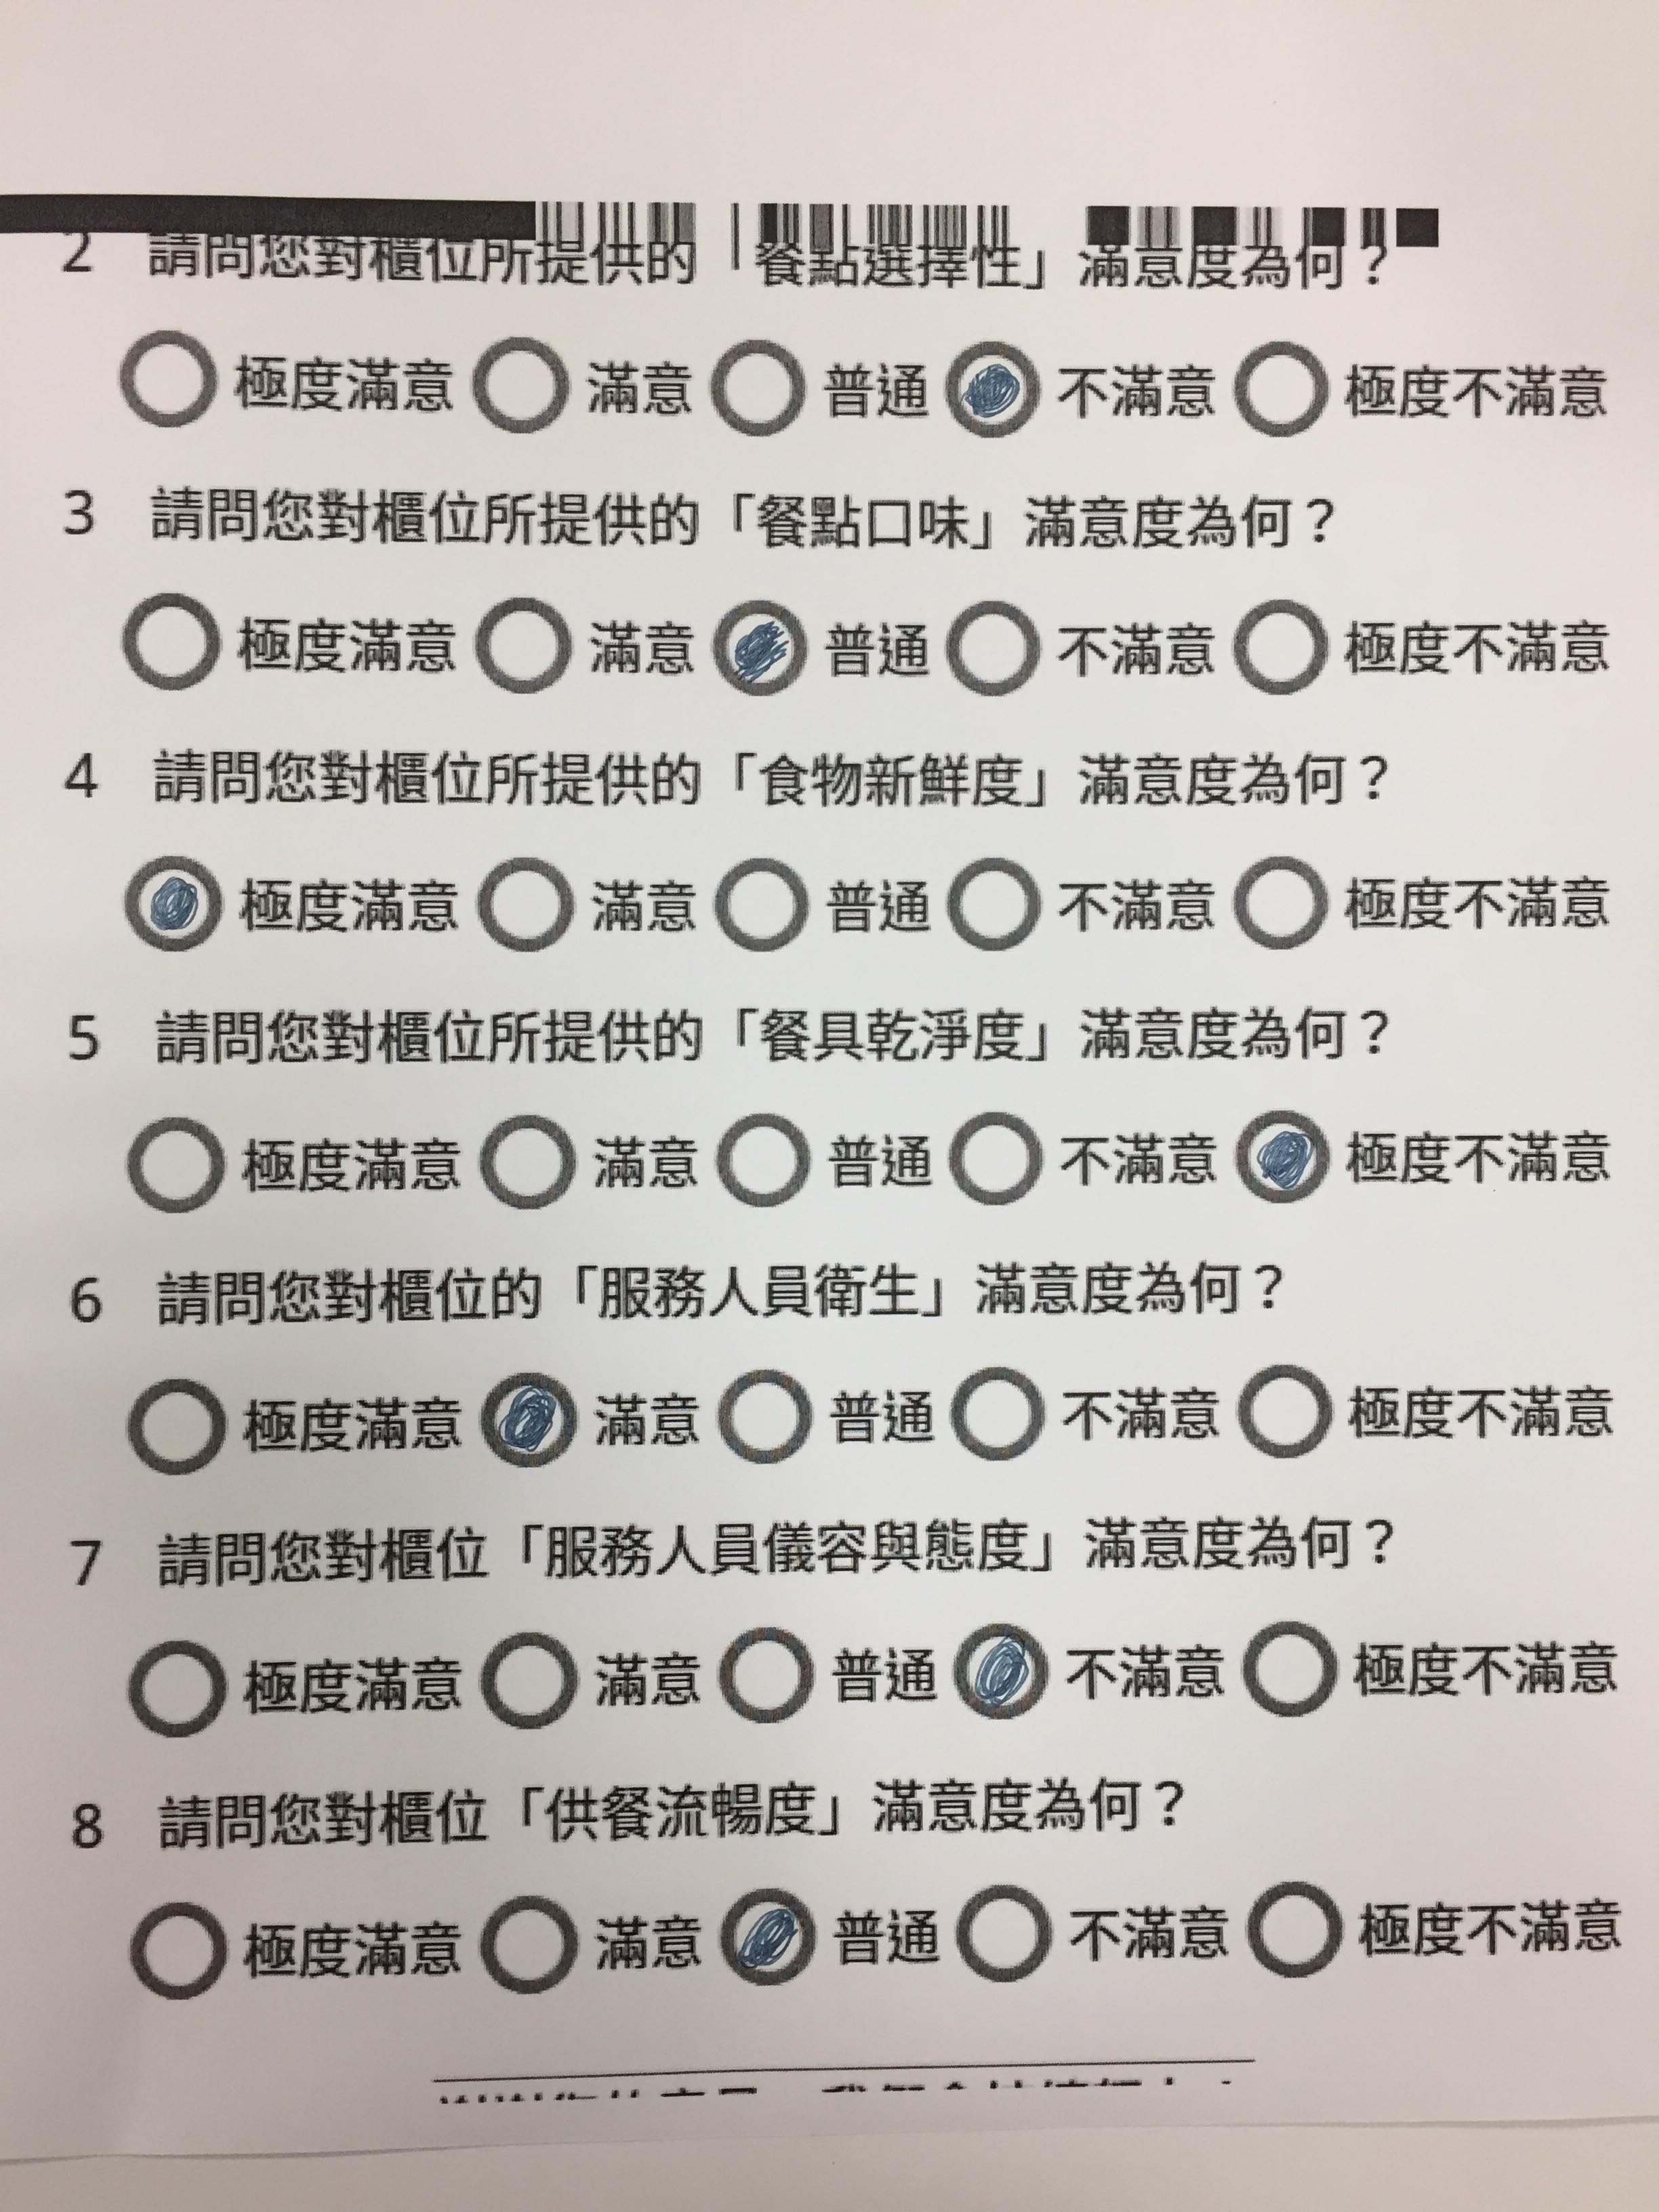 2 請問您對櫃位所提供的「餐點選擇性」滿意度為何？
極度滿意 滿意 普通 不滿意 極度不滿意
3 請問您對櫃位所提供的「餐點口味」滿意度為何？
極度滿意 滿意 普通 不滿意 極度不滿意
4 請問您對櫃位所提供的「食物新鮮度」滿意度為何？
極度滿意 滿意 普通 不滿意 極度不滿意
5 請問您對櫃位所提供的「餐具乾淨度」滿意度為何？
極度滿意 滿意 普通 不滿意 極度不滿意
6 請問您對櫃位的「服務人員衛生」滿意度為何？
極度滿意 滿意 普通 不滿意 極度不滿意
7 請問您對櫃位「服務人員儀容與態度」滿意度為何？
極度滿意 滿意 普通 不滿意 極度不滿意
8 請問您對櫃位「供餐流暢度」滿意度為何？
極度滿意 滿意 普通 不滿意 極度不滿意